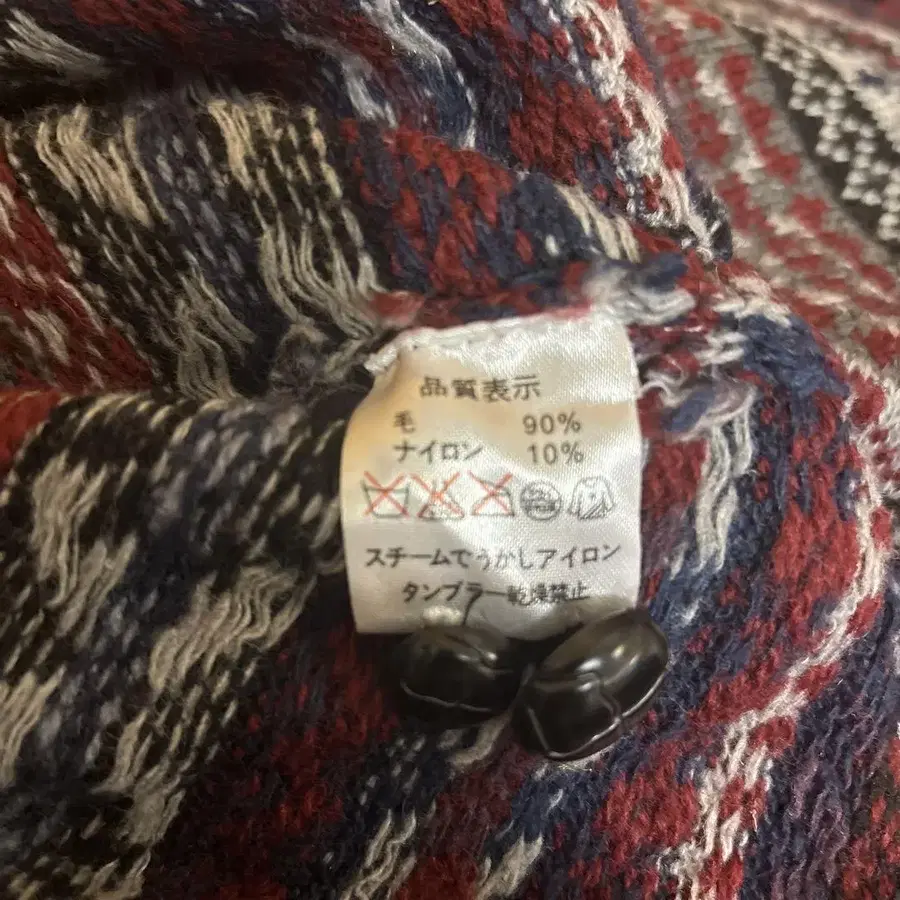 品質表示
毛 90%
ナイロン 10%
スチームでうかしアイロン
タンブラー乾燥禁止